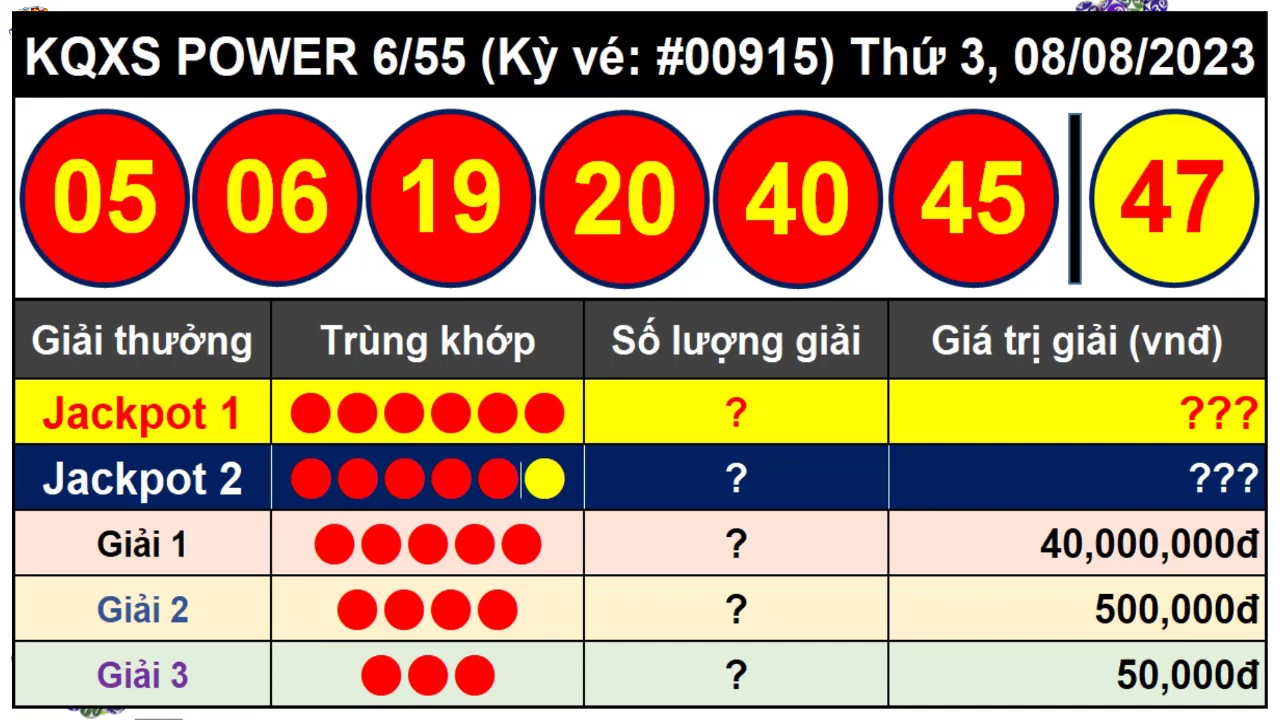 KQXS POWER 6/55 (Kỳ vé: #00915) Thứ 3, 08/08/2023
05 06 19 20 40 45 47
Giải thưởng Trùng khớp Số lượng giải Giá trị giải (vnđ)
Jackpot 1 ? ???
Jackpot 2 ? ???
Giải 1 ? 40,000,000đ
Giải 2 ? 500,000đ
Giải 3 ? 50,000đ